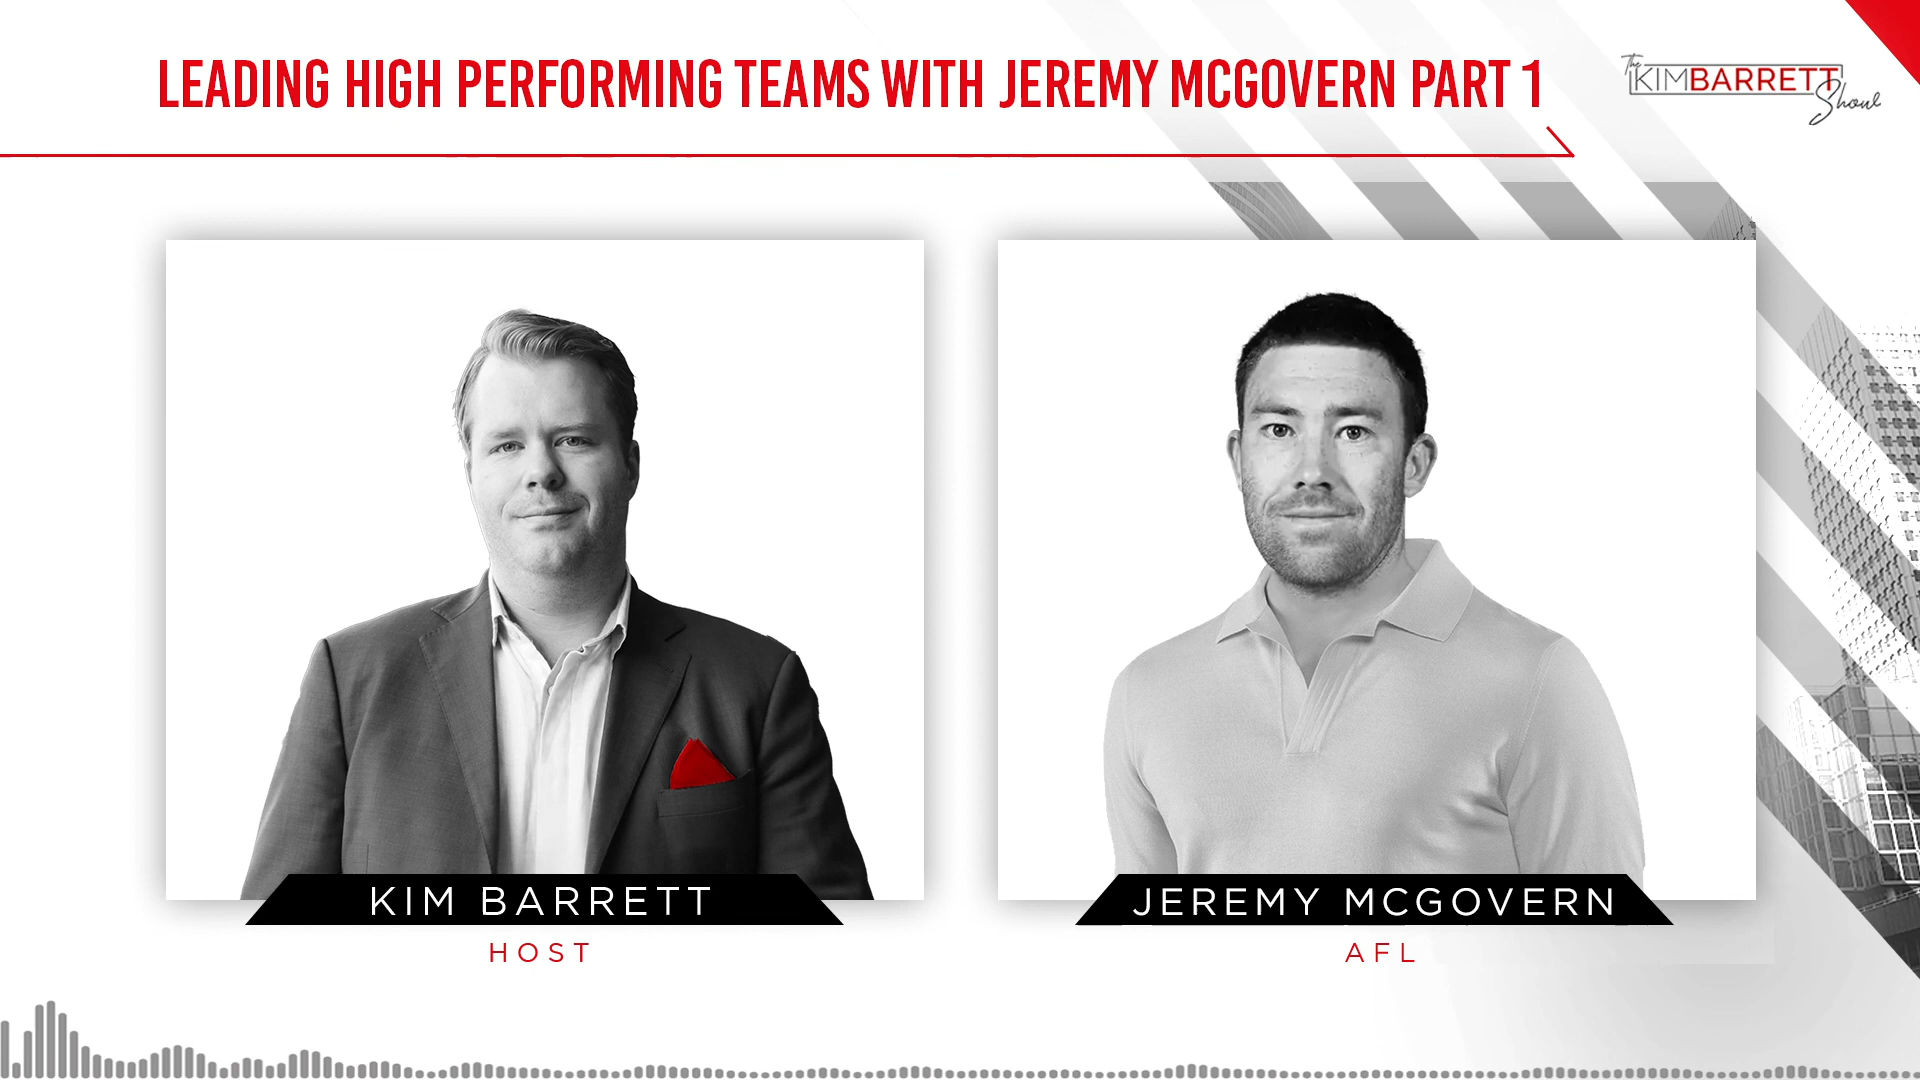 LEADING HIGH PERFORMING TEAMS WITH JEREMY MCGOVERN PART 1
The
KIMBARRETT
Show
KIM BARRETT
HOST
JEREMY MCGOVERN
AFL